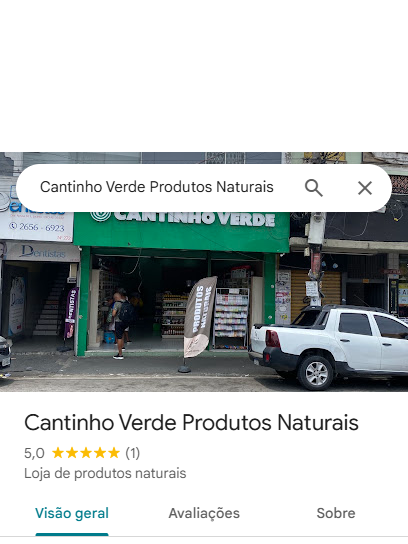 Cantinho Verde Produtos Naturais
CANTINHO VERDE
2656 - 6923
Dentistas
PRODUTOS
NATURAIS
Cantinho Verde Produtos Naturais
5,0 ★★★★★ (1)
Loja de produtos naturais
Visão geral Avaliações Sobre